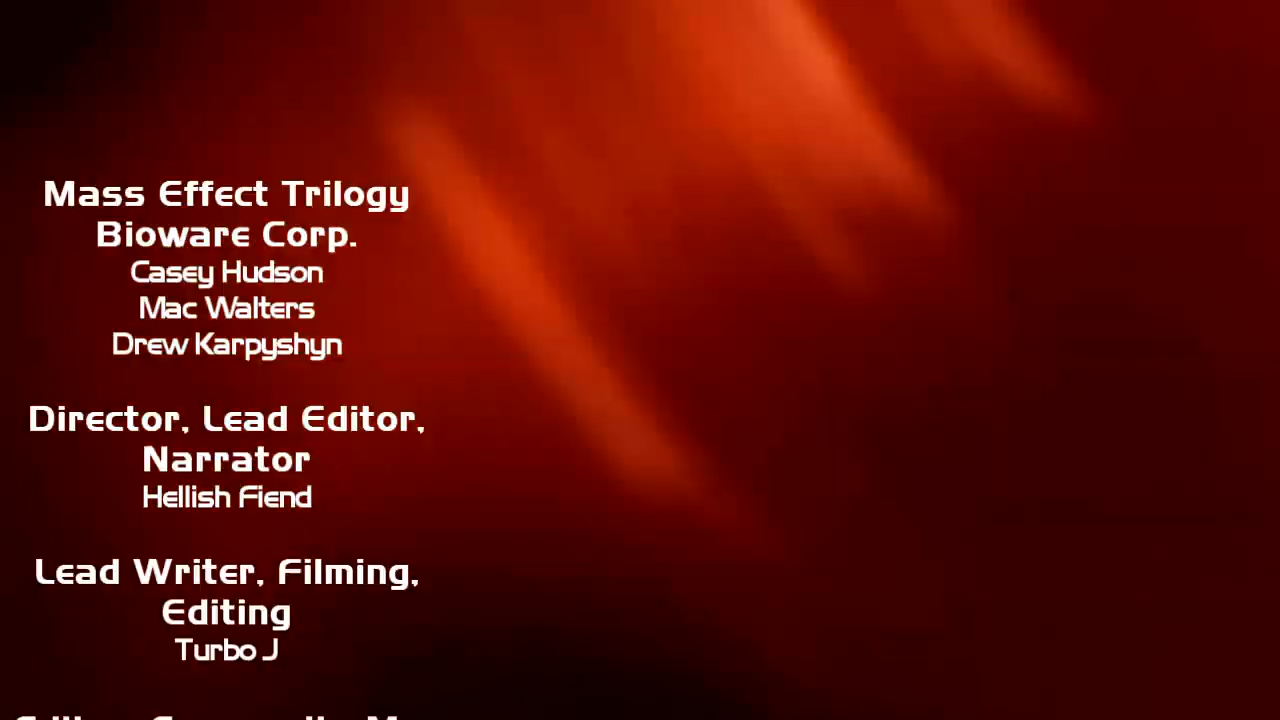 Mass Effect Trilogy
Bioware Corp.
Casey Hudson
Mac Walters
Drew Karpyshyn
Director, Lead Editor,
Narrator
Hellish Fiend
Lead Writer, Filming,
Editing
Turbo J